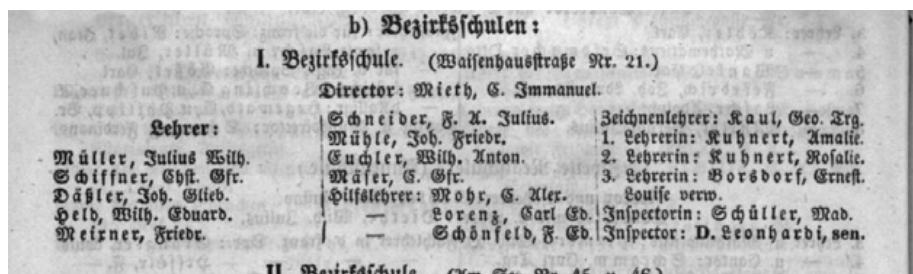 b) Bezirksschulen:
I. Bezirksschule. (Waisenhausstraße Nr. 21.)
Director: Mieth, C. Immanuel.
Lehrer:
Müller, Julius Wilh.
Schiffner, Chst. Gfr.
Däßler, Joh. Glieb.
Held, Wilh. Eduard.
Meixner, Friedr.
Schneider, F. A. Julius.
Mühle, Joh. Friedr.
Euchler, Wilh. Anton.
Mäser, C. Gfr.
Hilfslehrer: Mohr, C. Alex.
— Lorenz, Carl Ed.
— Schönfeld, F. Ed.
Zeichnenlehrer: Kaul, Geo. Trg.
1. Lehrerin: Kuhnert, Amalie.
2. Lehrerin: Kuhnert, Rosalie.
3. Lehrerin: Borsdorf, Ernest.
Louise verw.
Inspectorin: Schüller, Mad.
Inspector: D. Leonhardi, sen.
II. Bezirksschule.